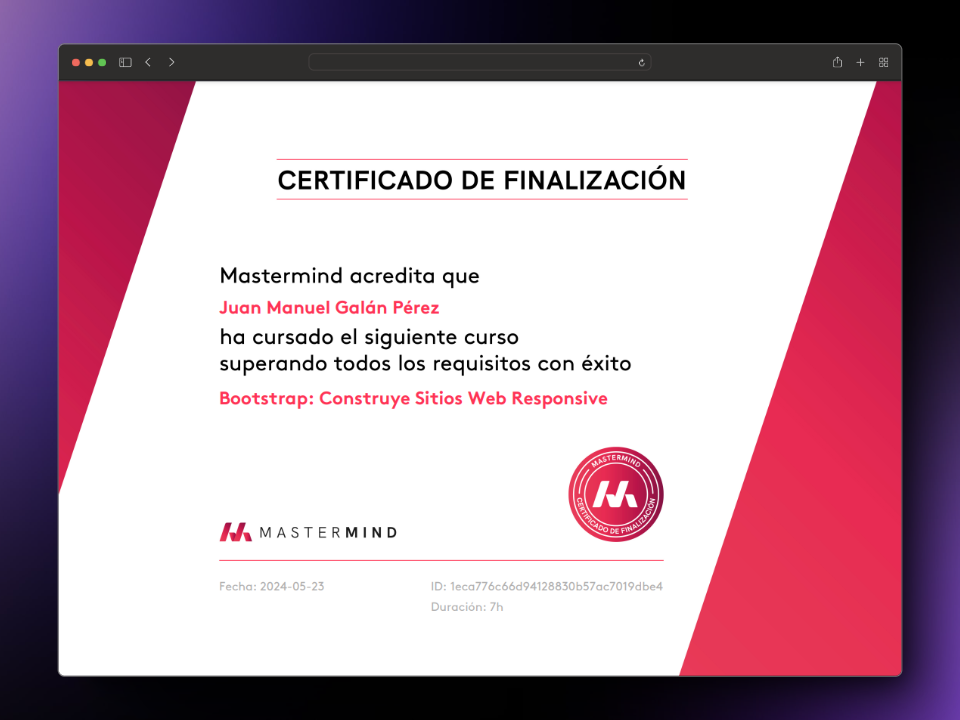 CERTIFICADO DE FINALIZACIÓN
Mastermind acredita que
Juan Manuel Galán Pérez
ha cursado el siguiente curso
superando todos los requisitos con éxito
Bootstrap: Construye Sitios Web Responsive
MASTERMIND
CERTIFICADO DE FINALIZACIÓN
MASTERMIND
Fecha: 2024-05-23
ID: 1eca776c66d94128830b57ac7019dbe4
Duración: 7h